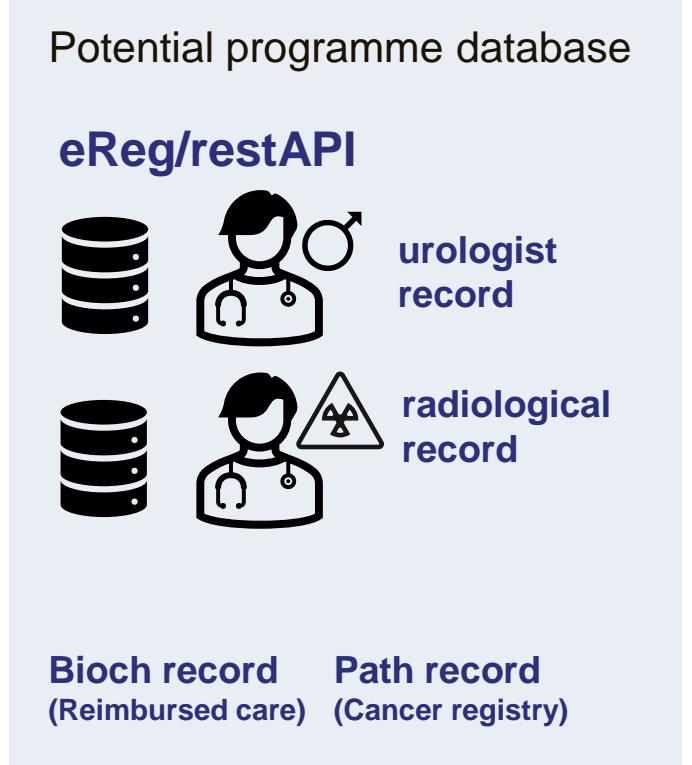 Potential programme database
eReg/restAPI
urologist
record
radiological
record
Bioch record
(Reimbursed care)
Path record
(Cancer registry)